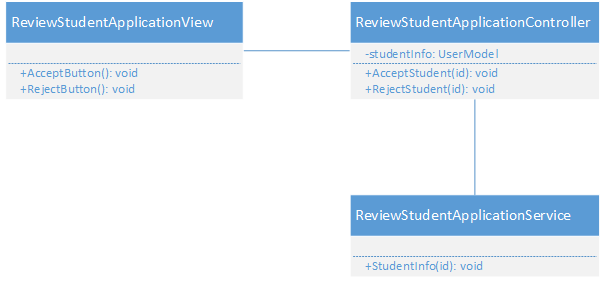 ReviewStudentApplicationView
+AcceptButton(): void
+RejectButton(): void
ReviewStudentApplicationController
-studentInfo: UserModel
+AcceptStudent(id): void
+RejectStudent(id): void
ReviewStudentApplicationService
+StudentInfo(id): void